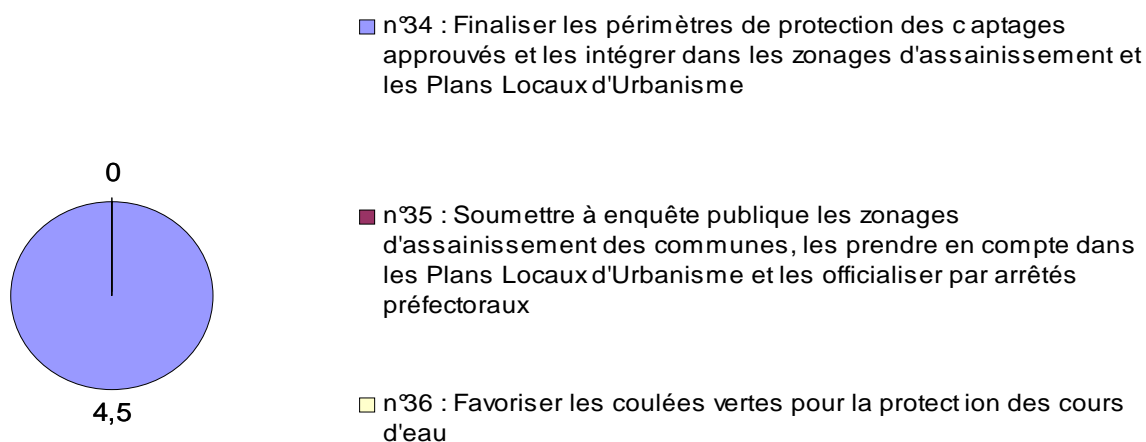 n°34 : Finaliser les périmètres de protection des c aptages
approuvés et les intégrer dans les zonages d'assainissement et
les Plans Locaux d'Urbanisme
0
n°35 : Soumettre à enquête publique les zonages
d'assainissement des communes, les prendre en compte dans
les Plans Locaux d'Urbanisme et les officialiser par arrêtés
préfectoraux
4,5
n°36 : Favoriser les coulées vertes pour la protect ion des cours
d'eau